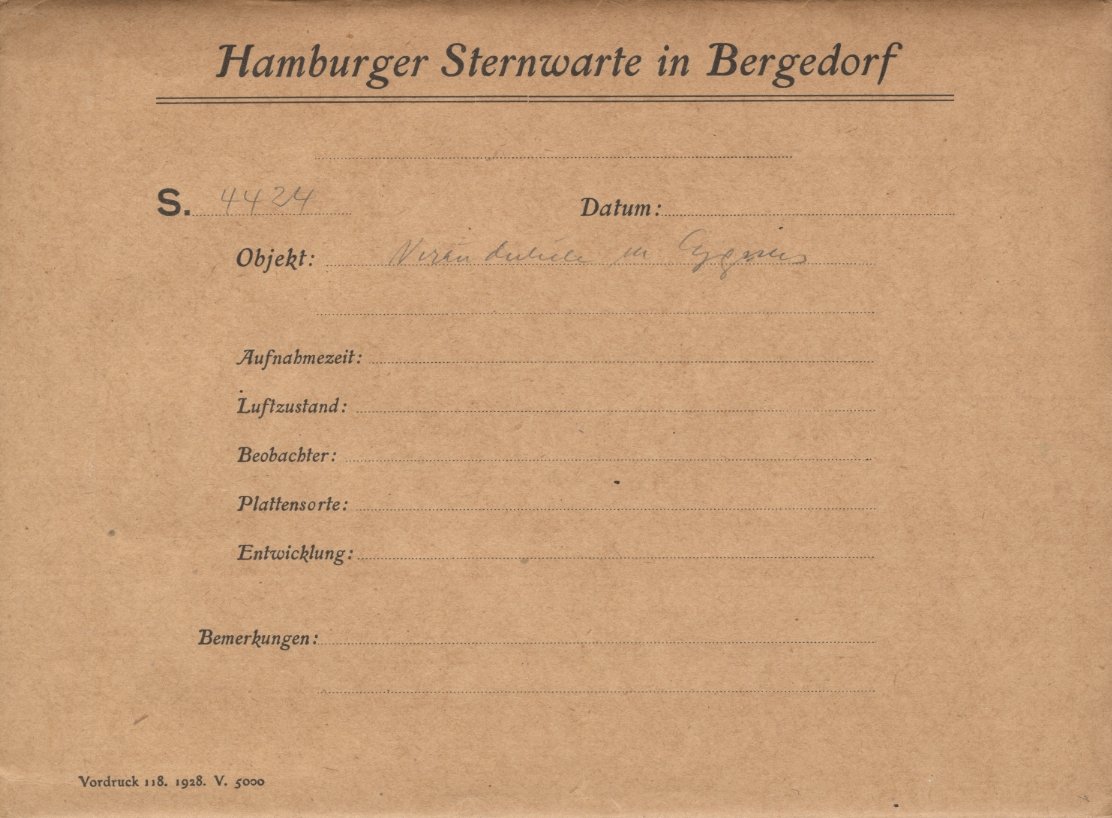 Hamburger Sternwarte in Bergedorf
S. 4424 Datum:
Objekt: Veränderliche in Cygnus
Aufnahmezeit:
Luftzustand:
Beobachter:
Plattensorte:
Entwicklung:
Bemerkungen:
Vordruck 118. 1928. V. 5000